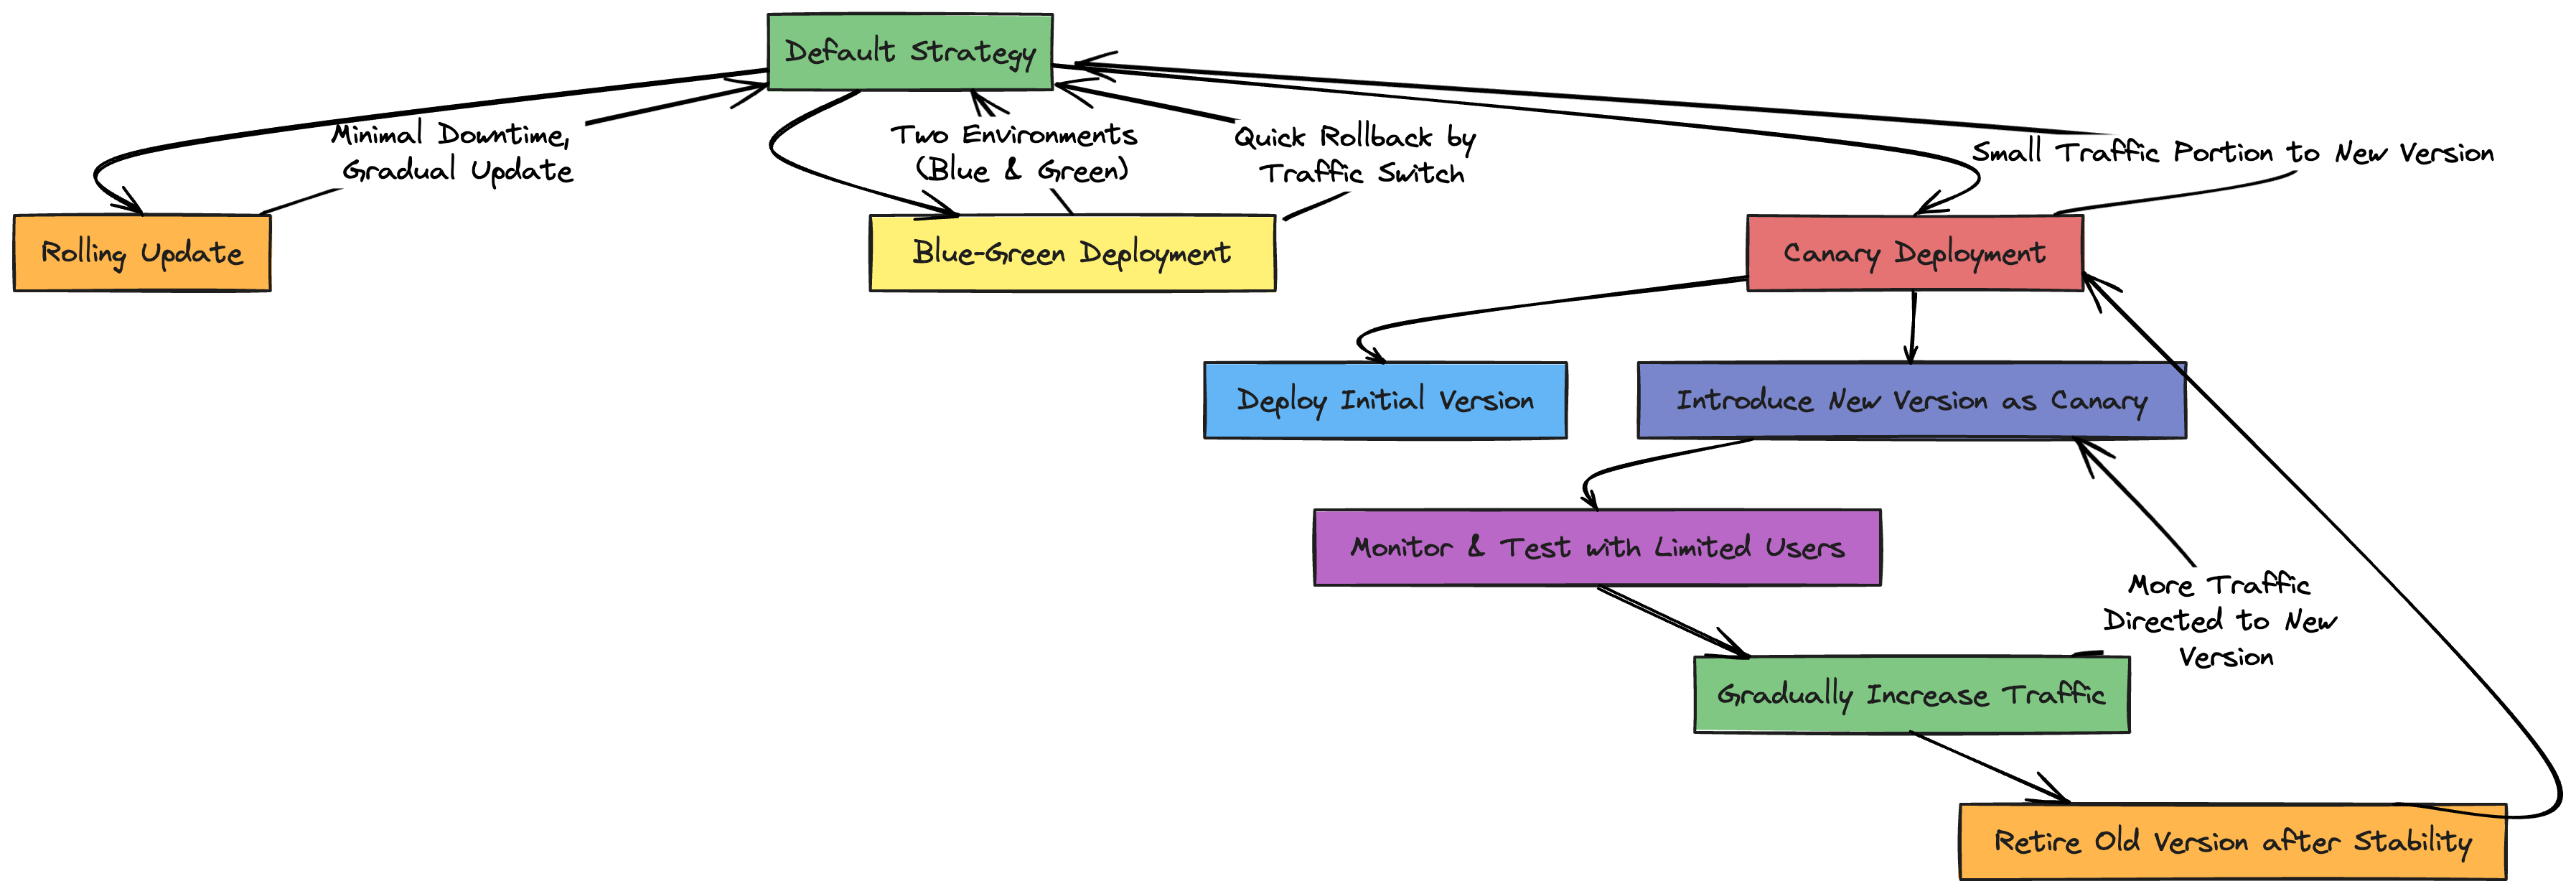 Default Strategy
Minimal Downtime,
Gradual Update
Two Environments
(Blue & Green)
Quick Rollback by
Traffic Switch
Small Traffic Portion to New Version
Rolling Update
Blue-Green Deployment
Canary Deployment
Deploy Initial Version
Introduce New Version as Canary
Monitor & Test with Limited Users
More Traffic
Directed to New
Version
Gradually Increase Traffic
Retire Old Version after Stability